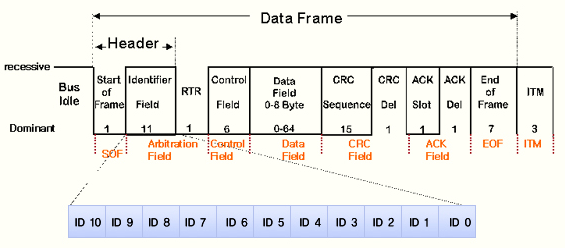 Data Frame
Header
recessive
Bus Idle
Dominant
Start of Frame
1
Identifier Field
11
RTR
1
Control Field
6
Data Field 0-8 Byte
0-64
CRC Sequence
15
CRC Del
1
ACK Slot
1
ACK Del
1
End of Frame
7
ITM
3
SOF
Arbitration Field
Control Field
Data Field
CRC Field
ACK Field
EOF
ITM
ID 10 ID 9 ID 8 ID 7 ID 6 ID 5 ID 4 ID 3 ID 2 ID 1 ID 0